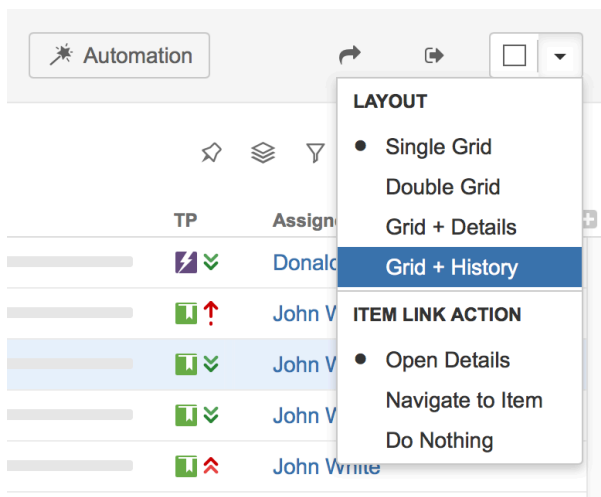 Automation
LAYOUT
Single Grid
Double Grid
Grid + Details
Grid + History
ITEM LINK ACTION
Open Details
Navigate to Item
Do Nothing
TP
John White